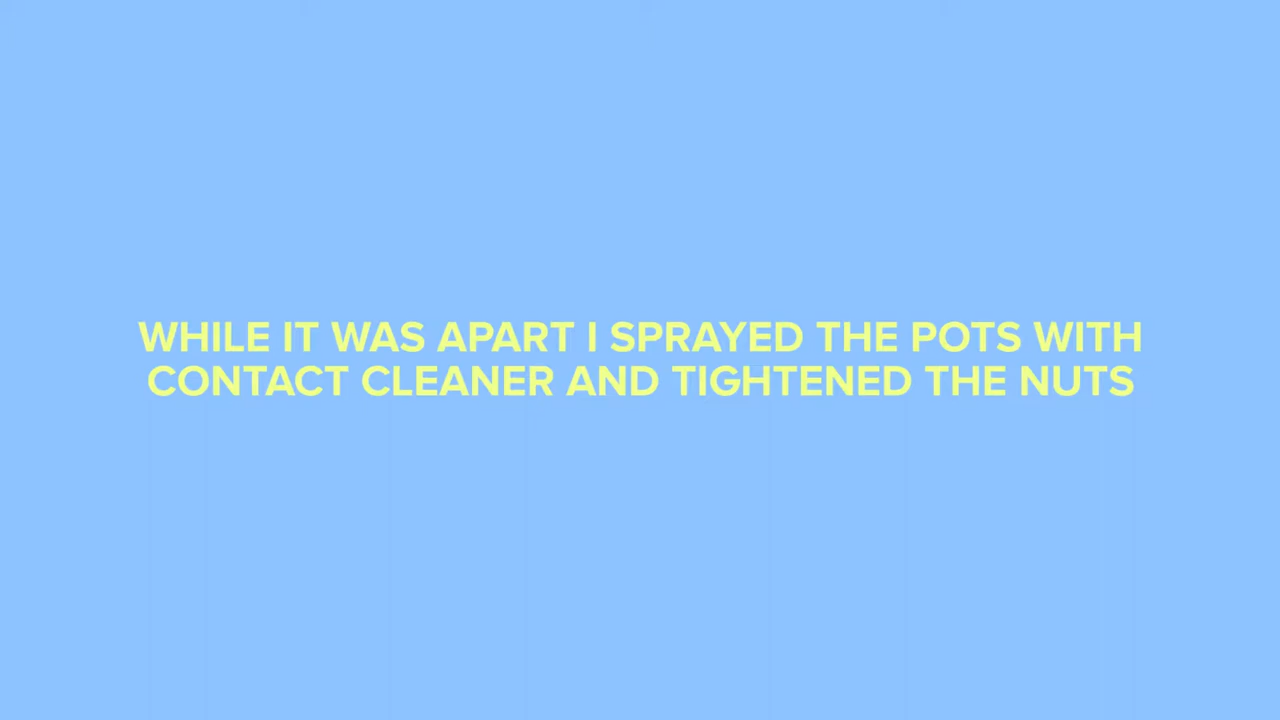 WHILE IT WAS APART I SPRAYED THE POTS WITH
CONTACT CLEANER AND TIGHTENED THE NUTS